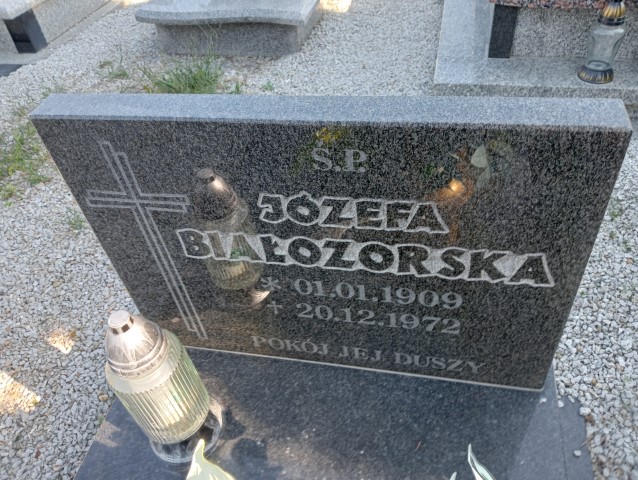 Ś.P.
JÓZEFA
BIAŁOZORSKA
* 01.01.1909
+ 20.12.1972
POKÓJ JEJ DUSZY